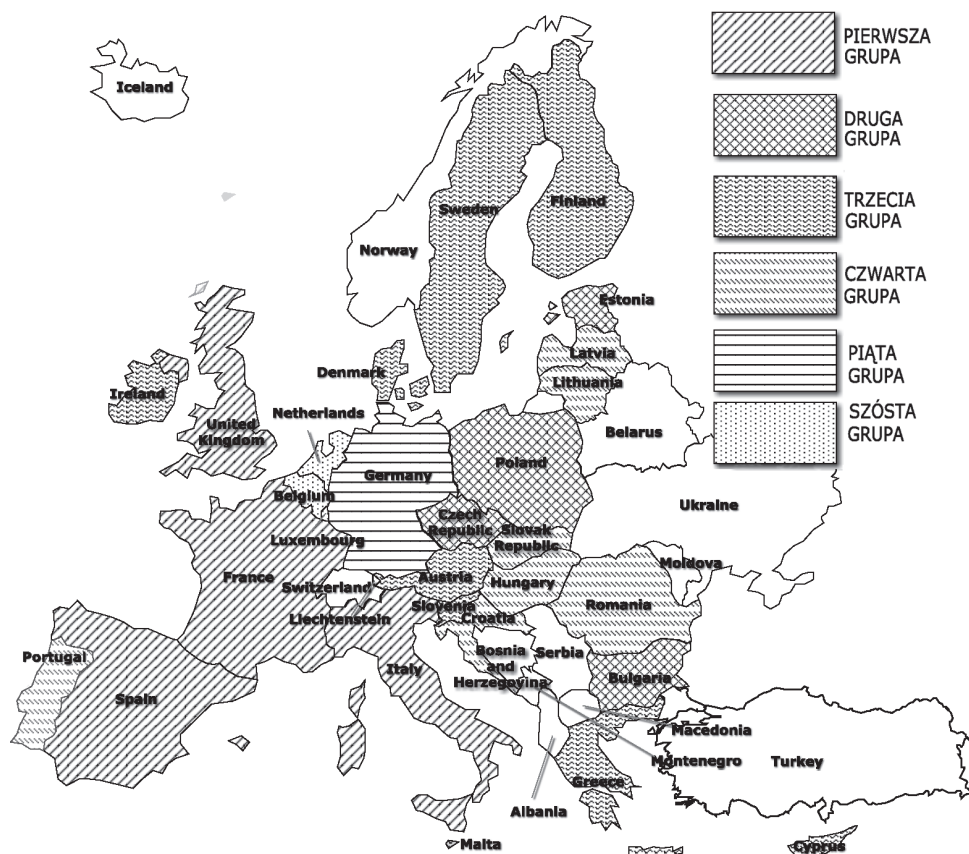 PIERWSZA
GRUPA
Iceland
DRUGA
GRUPA
TRZECIA
GRUPA
Sweden
Finland
Norway
CZWARTA
GRUPA
Estonia
PIĄTA
GRUPA
Latvia
Denmark
Lithuania
Ireland
Netherlands
SZÓSTA
GRUPA
United
Kingdom
Belarus
Poland
Germany
Belgium
Ukraine
Czech
Republic
Slovak
Republic
Luxembourg
Moldova
France
Switzerland
Austria
Hungary
Romania
Slovenia
Liechtenstein
Croatia
Portugal
Bosnia
and
Herzegovina
Serbia
Italy
Bulgaria
Spain
Macedonia
Montenegro
Turkey
Greece
Albania
Malta
Cyprus